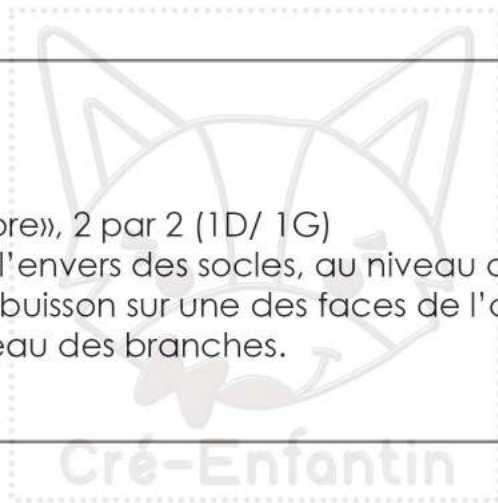 bre», 2 par 2 (1D/ 1G)
l'envers des socles, au niveau
buisson sur une des faces de l'
eau des branches.
Cré-Enfantin